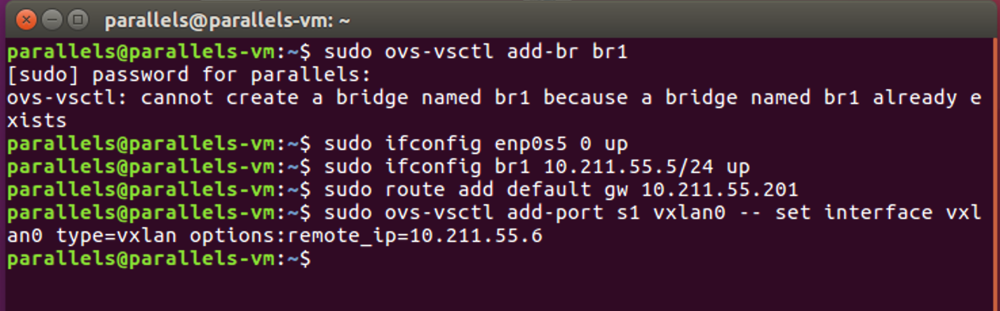 parallels@parallels-vm: ~
parallels@parallels-vm:~$ sudo ovs-vsctl add-br br1
[sudo] password for parallels:
ovs-vsctl: cannot create a bridge named br1 because a bridge named br1 already e
xists
parallels@parallels-vm:~$ sudo ifconfig enp0s5 0 up
parallels@parallels-vm:~$ sudo ifconfig br1 10.211.55.5/24 up
parallels@parallels-vm:~$ sudo route add default gw 10.211.55.201
parallels@parallels-vm:~$ sudo ovs-vsctl add-port s1 vxlan0 -- set interface vxl
an0 type=vxlan options:remote_ip=10.211.55.6
parallels@parallels-vm:~$